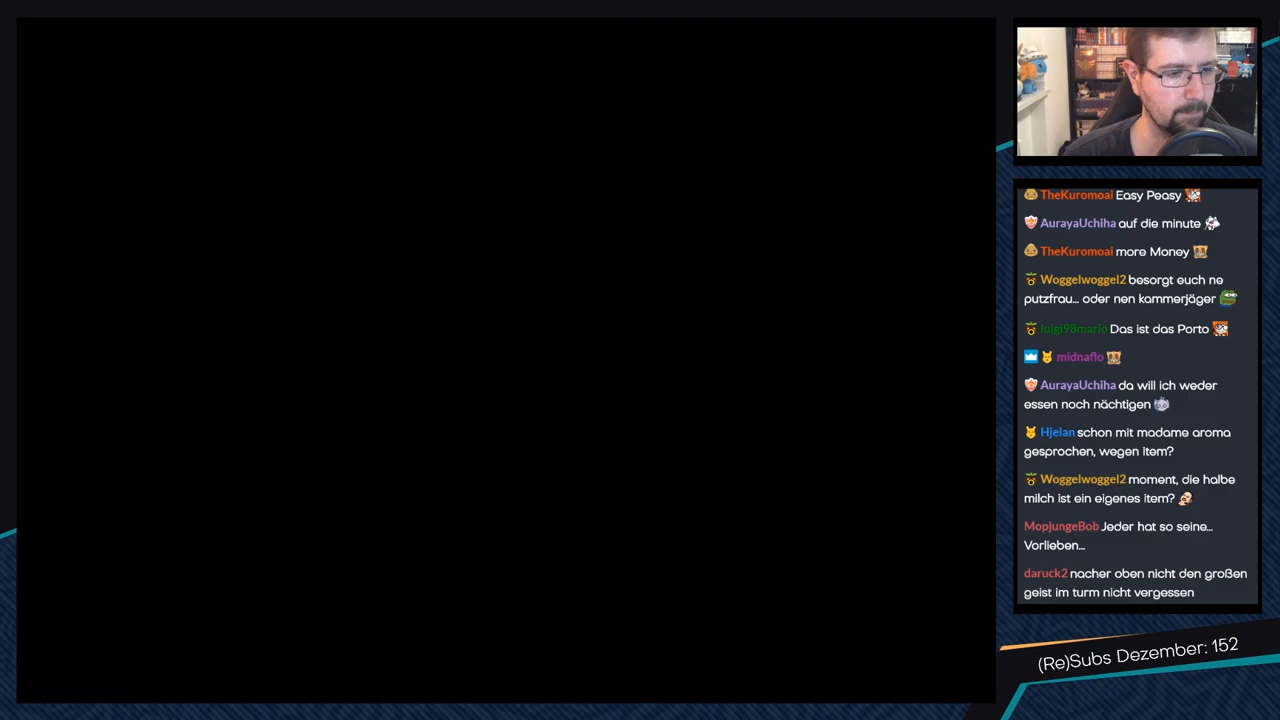 TheKuromoai Easy Peasy
AurayaUchiha auf die minute
TheKuromoai more Money
Woggelwoggel2 besorgt euch ne
putzfrau... oder nen kammerjäger
luigi98mario Das ist das Porto
midnaflo
AurayaUchiha da will ich weder
essen noch nächtigen
Hjelan schon mit madame aroma
gesprochen, wegen item?
Woggelwoggel2 moment, die halbe
milch ist ein eigenes item?
MopjungeBob Jeder hat so seine...
Vorlieben...
daruck2 nacher oben nicht den großen
geist im turm nicht vergessen
(Re)Subs Dezember: 152